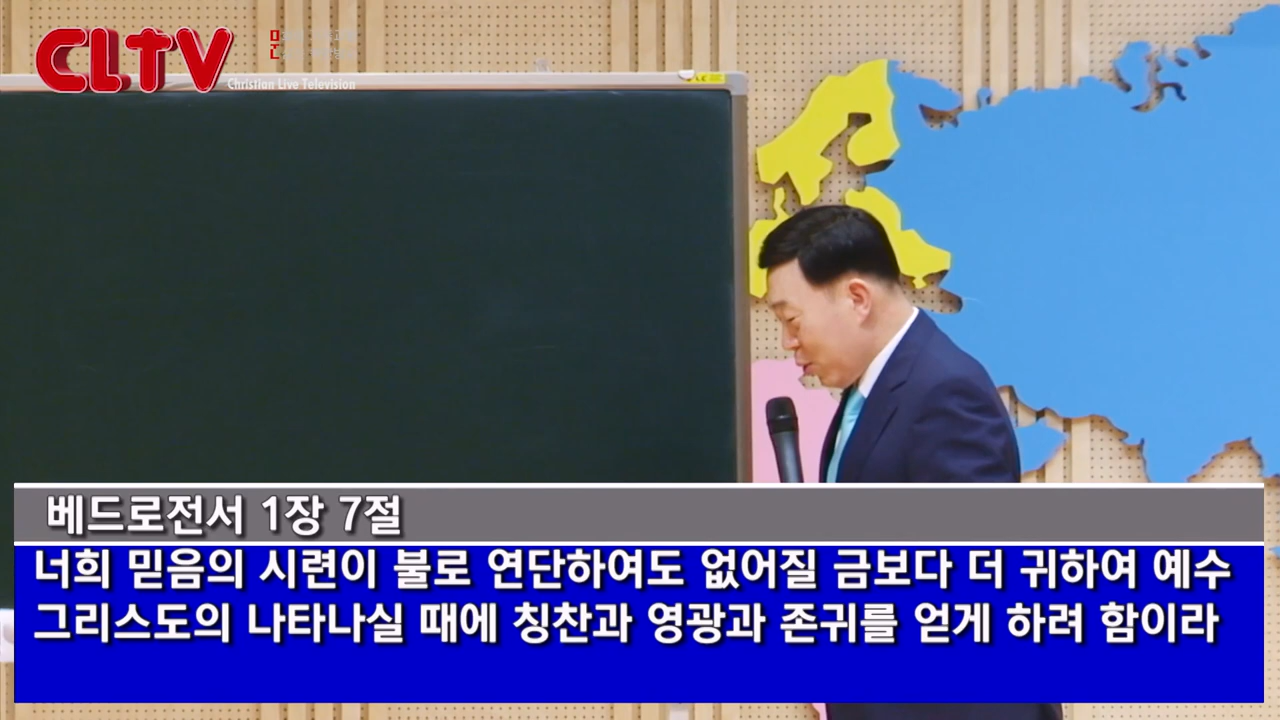 CLTV
Christian Live Television
베드로전서 1장 7절
너희 믿음의 시련이 불로 연단하여도 없어질 금보다 더 귀하여 예수
그리스도의 나타나실 때에 칭찬과 영광과 존귀를 얻게 하려 함이라